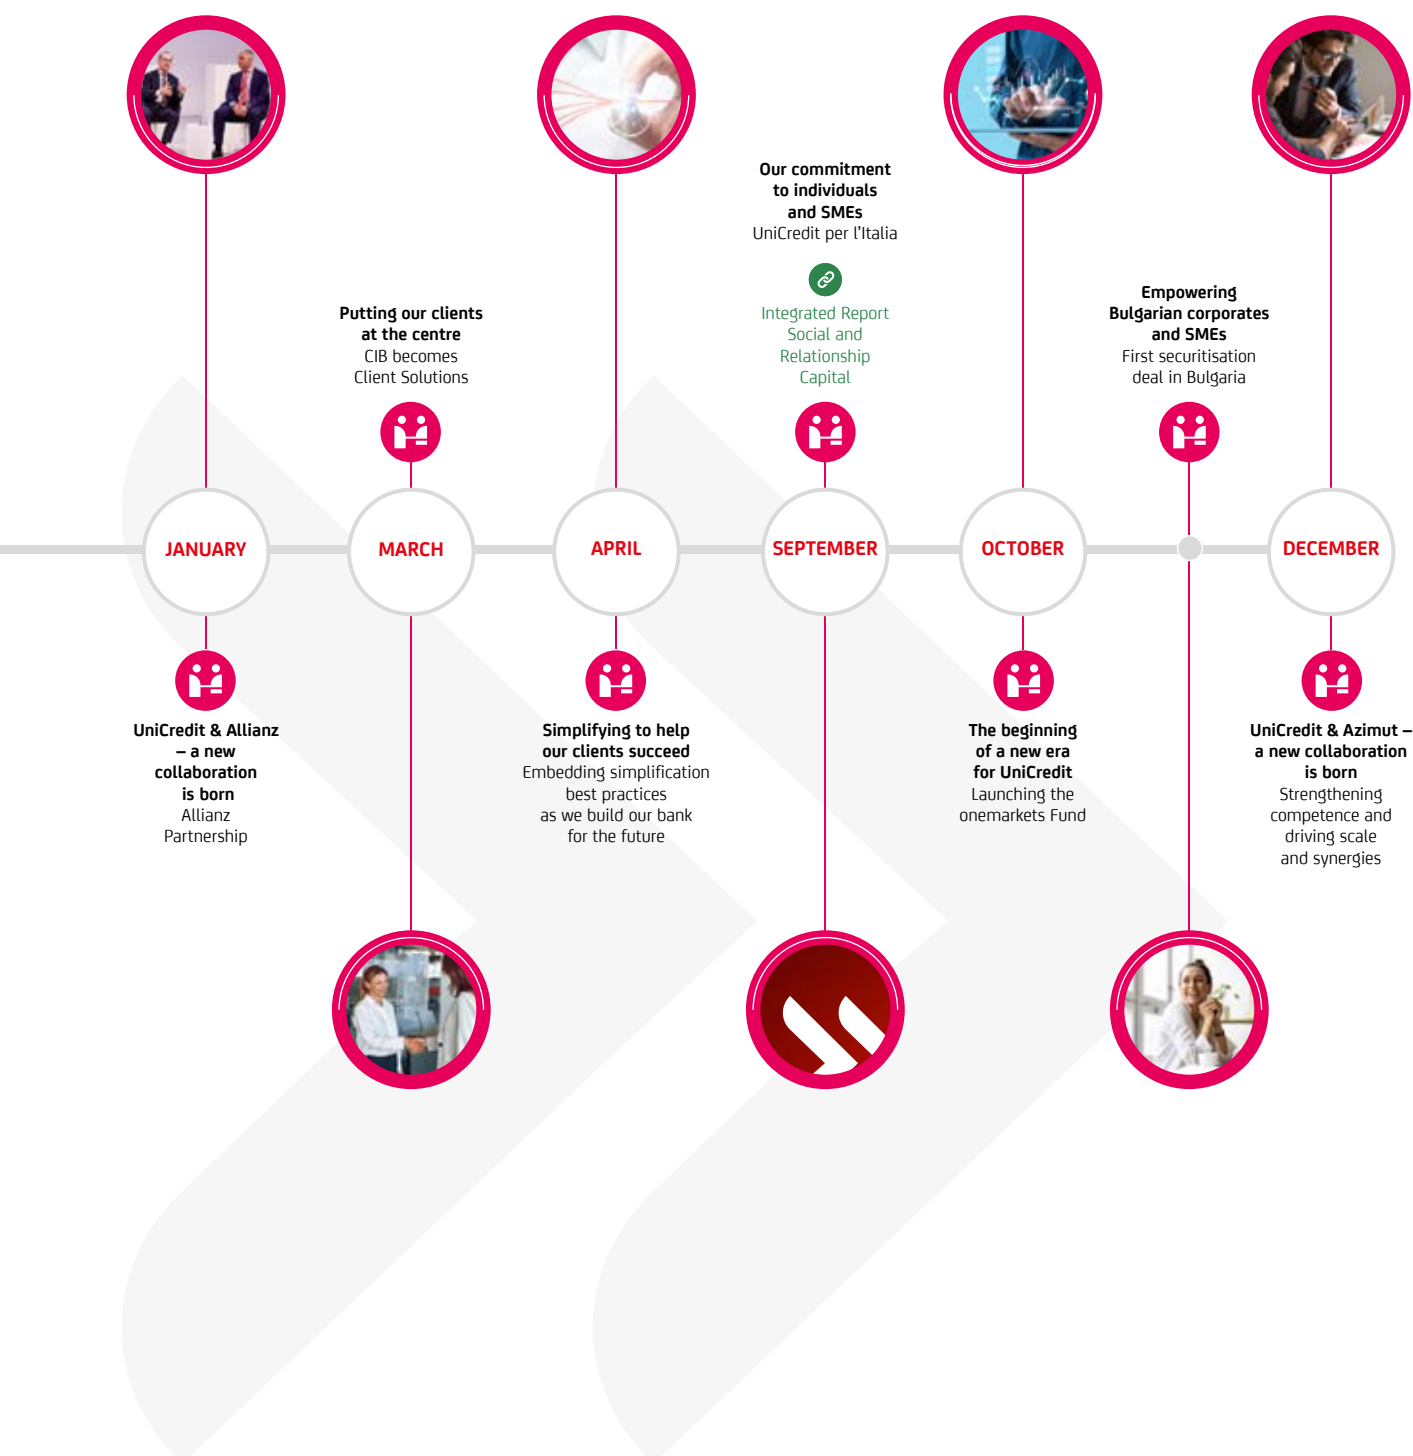 Our commitment
to individuals
and SMEs
UniCredit per l'Italia
Integrated Report
Social and
Relationship
Capital
Putting our clients
at the centre
CIB becomes
Client Solutions
Empowering
Bulgarian corporates
and SMEs
First securitisation
deal in Bulgaria
JANUARY
MARCH
APRIL
SEPTEMBER
OCTOBER
DECEMBER
UniCredit & Allianz
– a new
collaboration
is born
Allianz
Partnership
Simplifying to help
our clients succeed
Embedding simplification
best practices
as we build our bank
for the future
The beginning
of a new era
for UniCredit
Launching the
onemarkets Fund
UniCredit & Azimut –
a new collaboration
is born
Strengthening
competence and
driving scale
and synergies